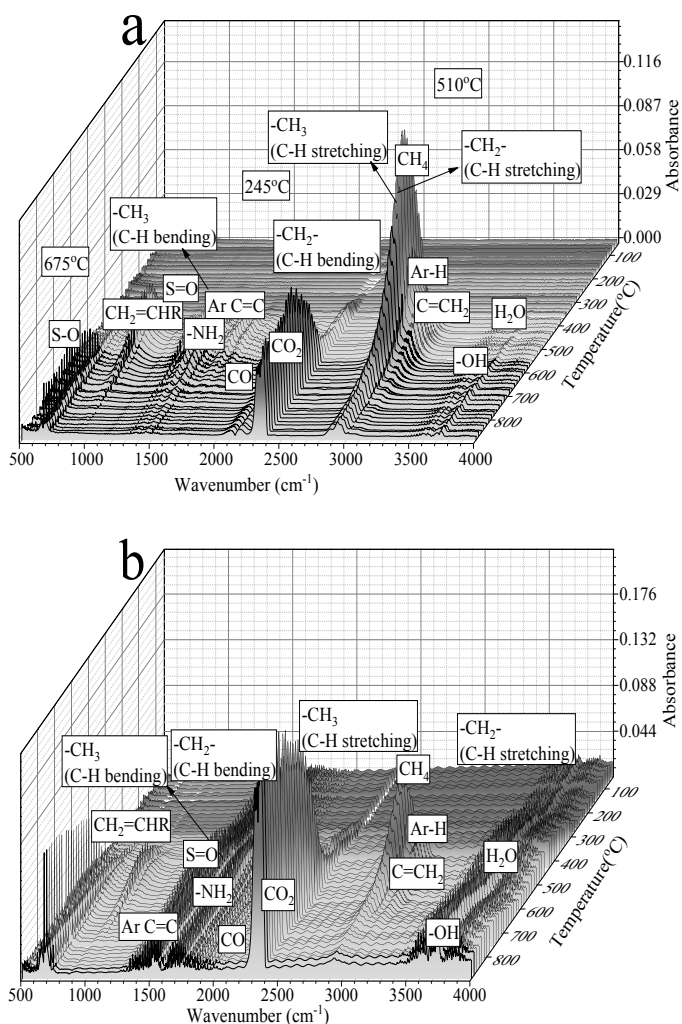 a
0.116
510°C
0.087
-CH3
(C-H stretching)
CH4
-CH2-
(C-H stretching)
0.058
Absorbance
245°C
0.029
-CH3
(C-H bending)
-CH2-
(C-H bending)
0.000
675°C
100
S=O
Ar-H
200
CH2=CHR
Ar C=C
C=CH2
H2O
300
S-O
-NH2
400
CO2
500
CO
-OH
600
Temperature(°C)
700
800
500 1000 1500 2000 2500 3000 3500 4000
Wavenumber (cm-1)
b
0.176
0.132
0.088
Absorbance
0.044
-CH3
(C-H stretching)
-CH3
(C-H bending)
-CH2-
(C-H bending)
-CH2-
(C-H stretching)
CH4
100
CH2=CHR
Ar-H
200
S=O
H2O
300
-NH2
C=CH2
400
CO2
500
Ar C=C
CO
-OH
600
Temperature(°C)
700
800
500 1000 1500 2000 2500 3000 3500 4000
Wavenumber (cm-1)